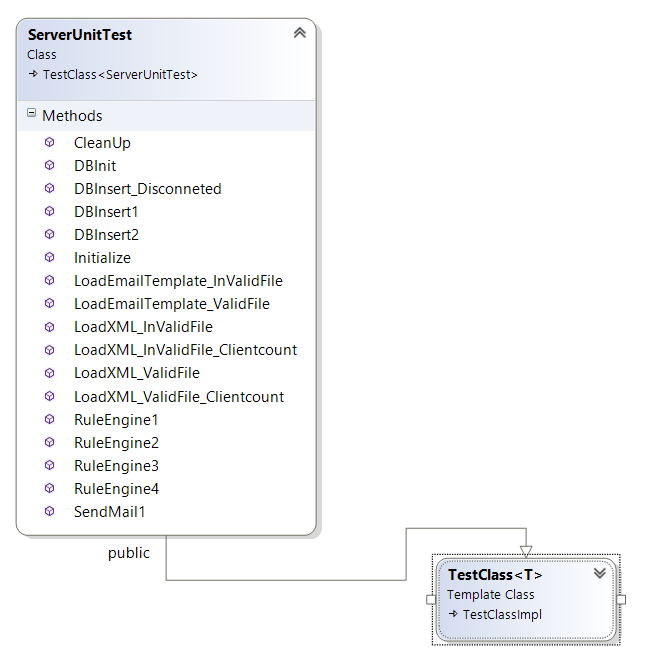 ServerUnitTest
Class
TestClass<ServerUnitTest>
Methods
CleanUp
DBInit
DBInsert_Disconneted
DBInsert1
DBInsert2
Initialize
LoadEmailTemplate_InValidFile
LoadEmailTemplate_ValidFile
LoadXML_InValidFile
LoadXML_InValidFile_Clientcount
LoadXML_ValidFile
LoadXML_ValidFile_Clientcount
RuleEngine1
RuleEngine2
RuleEngine3
RuleEngine4
SendMail1
public
TestClass<T>
Template Class
TestClassImpl